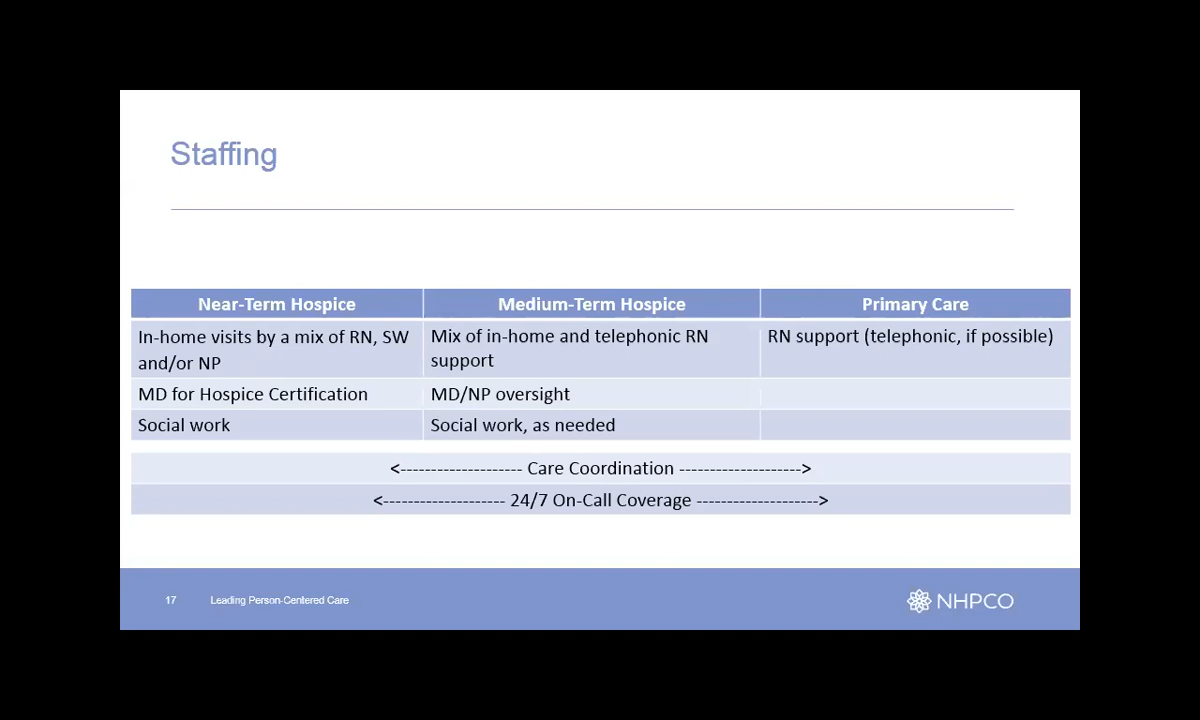 Staffing
Near-Term Hospice Medium-Term Hospice Primary Care
In-home visits by a mix of RN, SW
and/or NP
Mix of in-home and telephonic RN
support
RN support (telephonic, if possible)
MD for Hospice Certification MD/NP oversight
Social work Social work, as needed
<-------------------- Care Coordination -------------------->
<-------------------- 24/7 On-Call Coverage -------------------->
17 Leading Person-Centered Care NHPCO